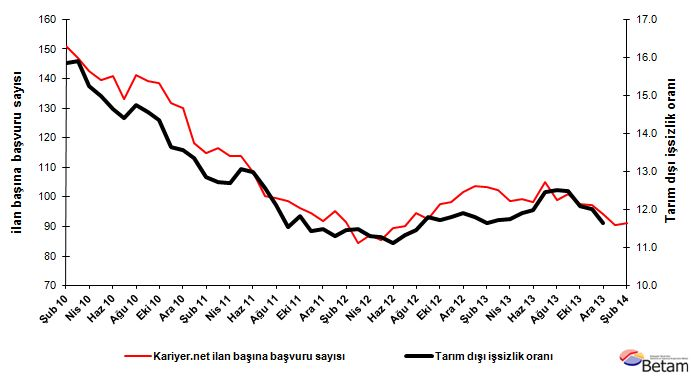 160
150
140
130
120
110
100
90
80
70
ilan başına başvuru sayısı
17.0
16.0
15.0
14.0
13.0
12.0
11.0
10.0
Tarım dışı işsizlik oranı
Şub 10
Nis 10
Haz 10
Ağu 10
Eki 10
Ara 10
Şub 11
Nis 11
Haz 11
Ağu 11
Eki 11
Ara 11
Şub 12
Nis 12
Haz 12
Ağu 12
Eki 12
Ara 12
Şub 13
Nis 13
Haz 13
Ağu 13
Eki 13
Ara 13
Şub 14
Kariyer.net ilan başına başvuru sayısı
Tarım dışı işsizlik oranı
Betam